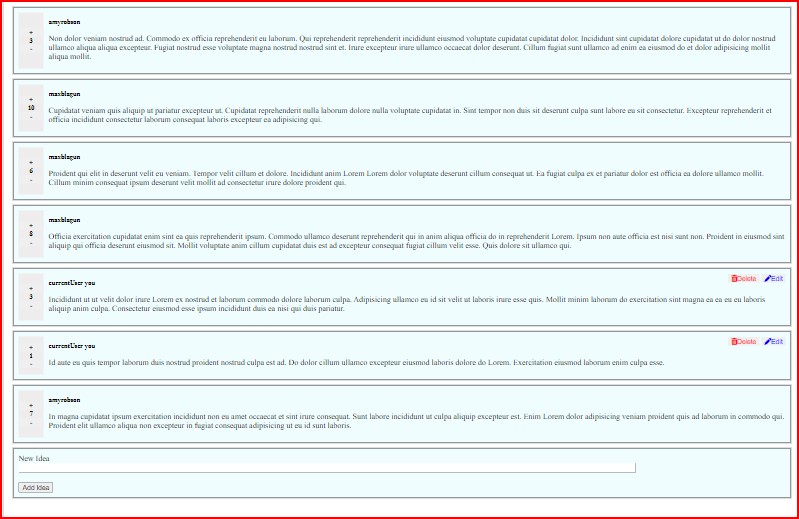 amyrobson
+
3
-
Non dolor veniam nostrud ad. Commodo ex officia reprehenderit eu laborum. Qui reprehenderit reprehenderit incididunt eiusmod voluptate cupidatat cupidatat dolor. Incididunt sint cupidatat dolore cupidatat ut do dolor nostrud
ullamco aliqua aliqua excepteur. Fugiat nostrud esse voluptate magna nostrud nostrud sint et. Irure excepteur irure ullamco occaecat dolor deserunt. Cillum fugiat sunt ullamco ad enim ea eiusmod do et dolor adipisicing mollit
aliqua mollit.
maxblagun
+
10
-
Cupidatat veniam quis aliquip ut pariatur excepteur ut. Cupidatat reprehenderit nulla laborum dolore nulla voluptate cupidatat in. Sint tempor non duis sit deserunt culpa sunt labore eu sit consectetur. Excepteur reprehenderit et
officia incididunt consectetur laborum consequat laboris excepteur ea adipisicing qui.
maxblagun
+
6
-
Proident qui elit in deserunt velit eu veniam. Tempor velit cillum et dolore. Incididunt anim Lorem Lorem dolor voluptate deserunt cillum consequat ut. Ea fugiat culpa ex et pariatur dolor est officia ea dolore ullamco mollit.
Cillum minim consequat ipsum deserunt velit mollit ad consectetur irure dolore proident qui.
maxblagun
+
8
-
Officia exercitation cupidatat enim sint ea quis reprehenderit ipsum. Commodo ullamco deserunt reprehenderit qui in anim aliqua officia do in reprehenderit Lorem. Ipsum non aute officia est nisi sunt non. Proident in eiusmod sint
aliquip qui officia deserunt eiusmod sit. Mollit voluptate anim cillum cupidatat duis est ad excepteur consequat fugiat cillum velit esse. Quis dolore sit ullamco qui.
currentUser you
Delete Edit
+
3
-
Incididunt ut ut velit dolor irure Lorem ex nostrud et laborum commodo dolore laborum culpa. Adipisicing ullamco eu id sit velit ut laboris irure esse quis. Mollit minim laborum do exercitation sint magna ea ea eu eu laboris
aliquip anim culpa. Consectetur eiusmod esse ipsum incididunt duis ea nisi qui duis pariatur.
currentUser you
Delete Edit
+
1
-
Id aute eu quis tempor laborum duis nostrud proident nostrud culpa est ad. Do dolor cillum ullamco excepteur eiusmod laboris dolore do Lorem. Exercitation eiusmod laborum enim culpa esse.
amyrobson
+
7
-
In magna cupidatat ipsum exercitation incididunt non eu amet occaecat et sint irure consequat. Sunt labore incididunt ut culpa aliquip excepteur est. Enim Lorem dolor adipisicing veniam proident quis ad laborum in commodo qui.
Proident elit ullamco aliqua non excepteur in fugiat consequat adipisicing ut eu id sunt laboris.
New Idea
Add Idea